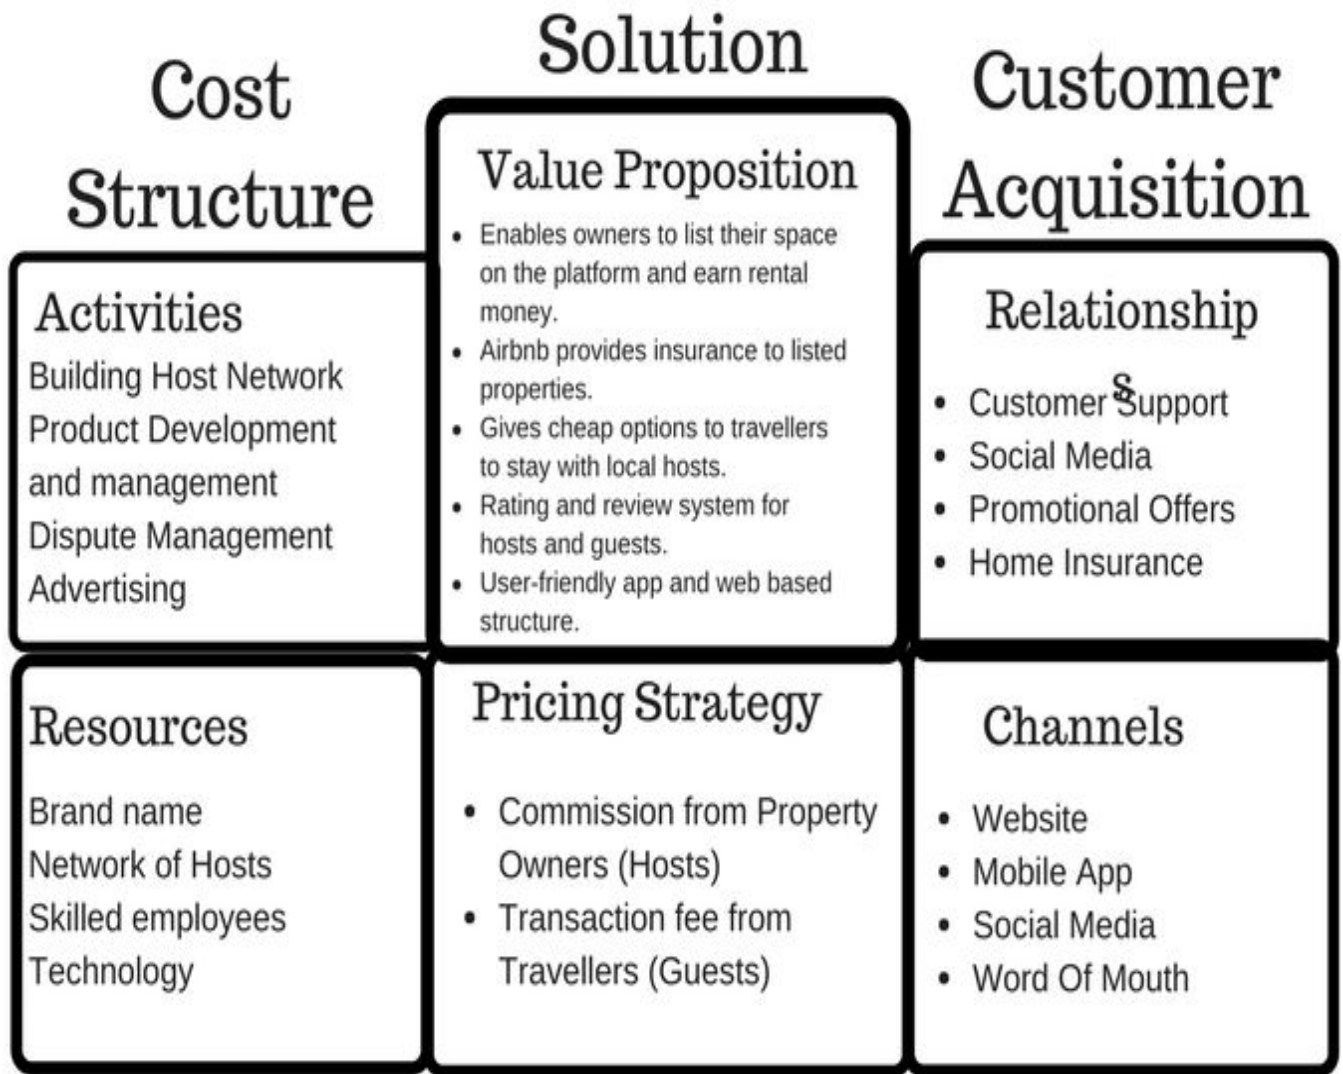 Cost
Structure
Activities
Building Host Network
Product Development
and management
Dispute Management
Advertising
Resources
Brand name
Network of Hosts
Skilled employees
Technology
Solution
Value Proposition
• Enables owners to list their space
on the platform and earn rental
money.
• Airbnb provides insurance to listed
properties.
• Gives cheap options to travellers
to stay with local hosts.
• Rating and review system for
hosts and guests.
• User-friendly app and web based
structure.
Pricing Strategy
• Commission from Property
Owners (Hosts)
• Transaction fee from
Travellers (Guests)
Customer
Acquisition
Relationship
s
• Customer Support
• Social Media
• Promotional Offers
• Home Insurance
Channels
• Website
• Mobile App
• Social Media
• Word Of Mouth